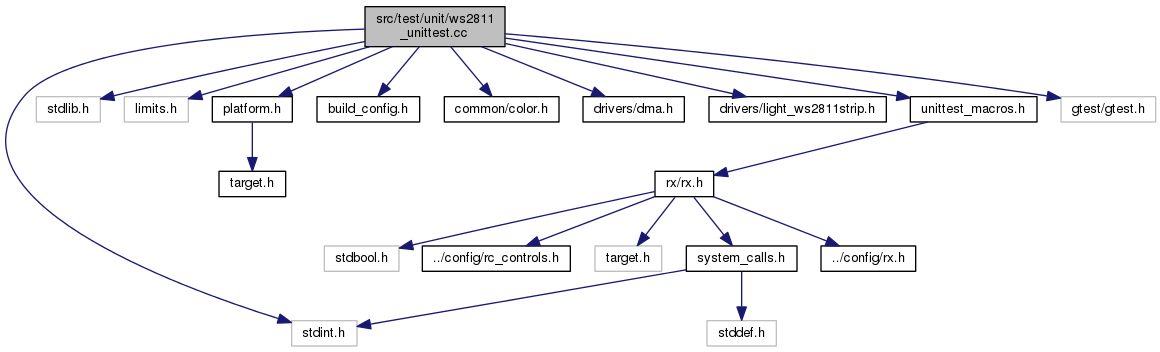 src/test/unit/ws2811
_unittest.cc
stdlib.h
limits.h
platform.h
build_config.h
common/color.h
drivers/dma.h
drivers/light_ws2811strip.h
unittest_macros.h
gtest/gtest.h
target.h
rx/rx.h
stdbool.h
../config/rc_controls.h
target.h
system_calls.h
../config/rx.h
stdint.h
stddef.h